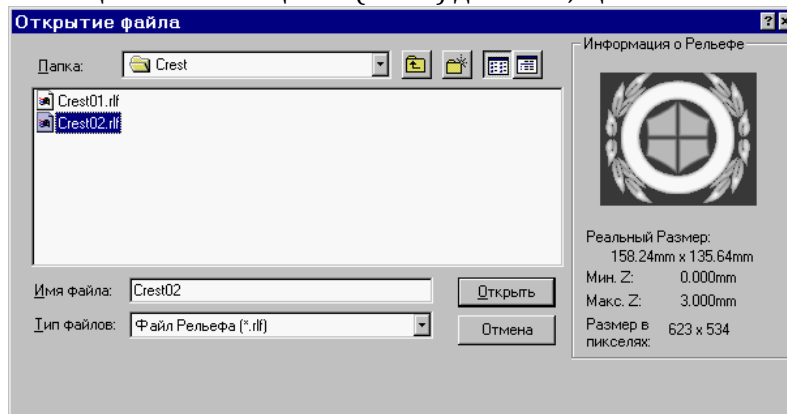 Открытие файла
Папка: Crest
Crest01.rlf
Crest02.rlf
Имя файла: Crest02 Открыть
Тип файлов: Файл Рельефа (*.rlf) Отмена
Информация о Рельефе
Реальный Размер:
158.24mm x 135.64mm
Мин. Z: 0.000mm
Макс. Z: 3.000mm
Размер в пикселях: 623 x 534